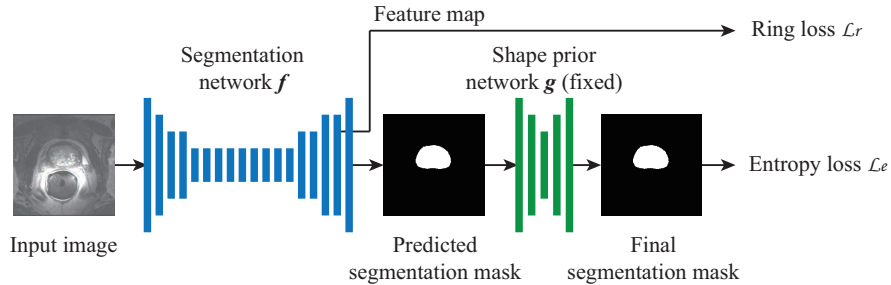 Feature map
Ring loss ℒr
Segmentation
network f
Shape prior
network g (fixed)
Entropy loss ℒe
Input image
Predicted
segmentation mask
Final
segmentation mask